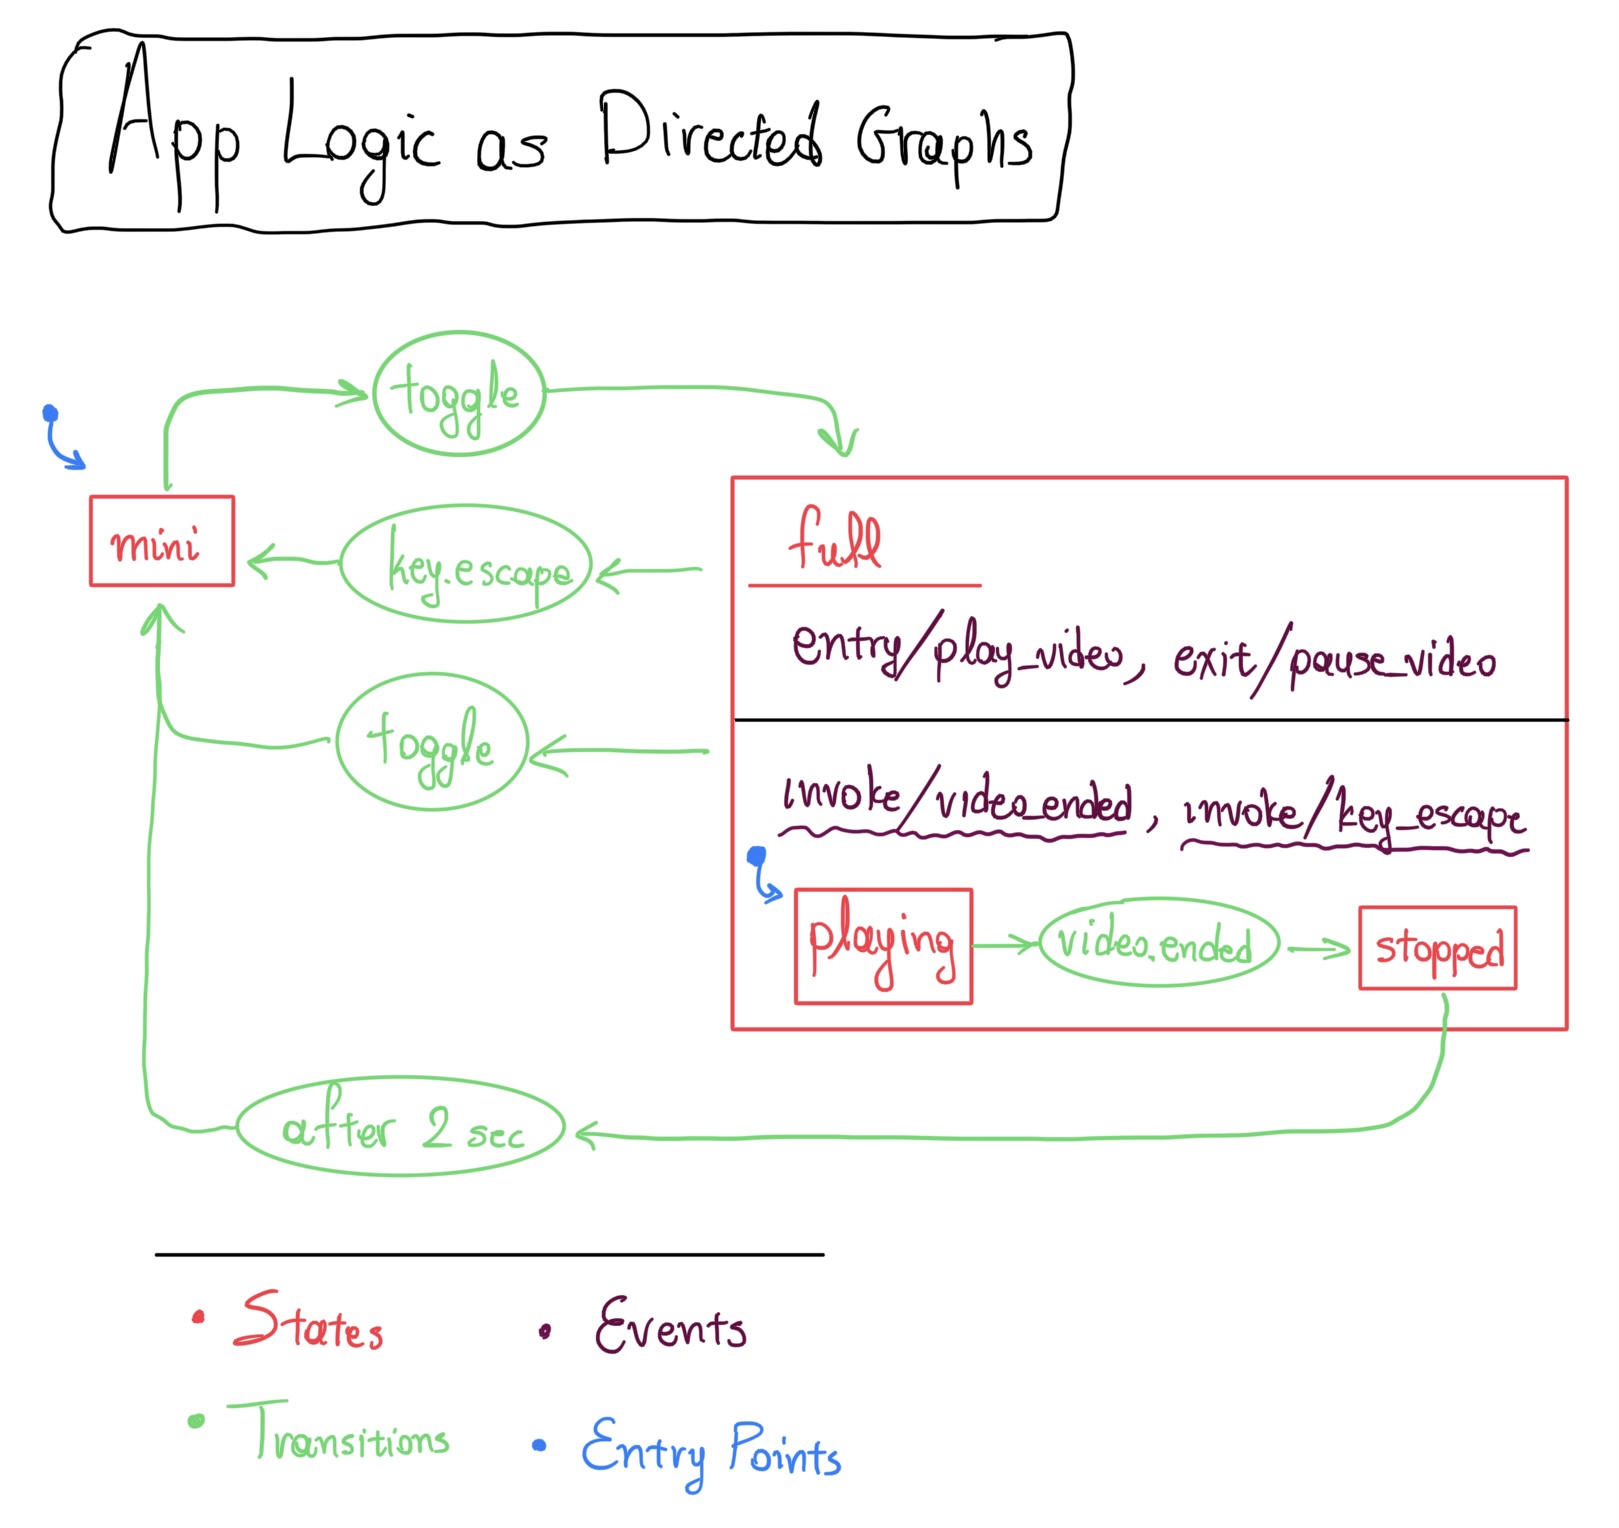 App Logic as Directed Graphs
toggle
mini
key.escape
toggle
full
entry/play_video, exit/pause_video
invoke/video_ended, invoke/key_escape
playing
video.ended
stopped
after 2 sec
• States
• Events
• Transitions
• Entry Points